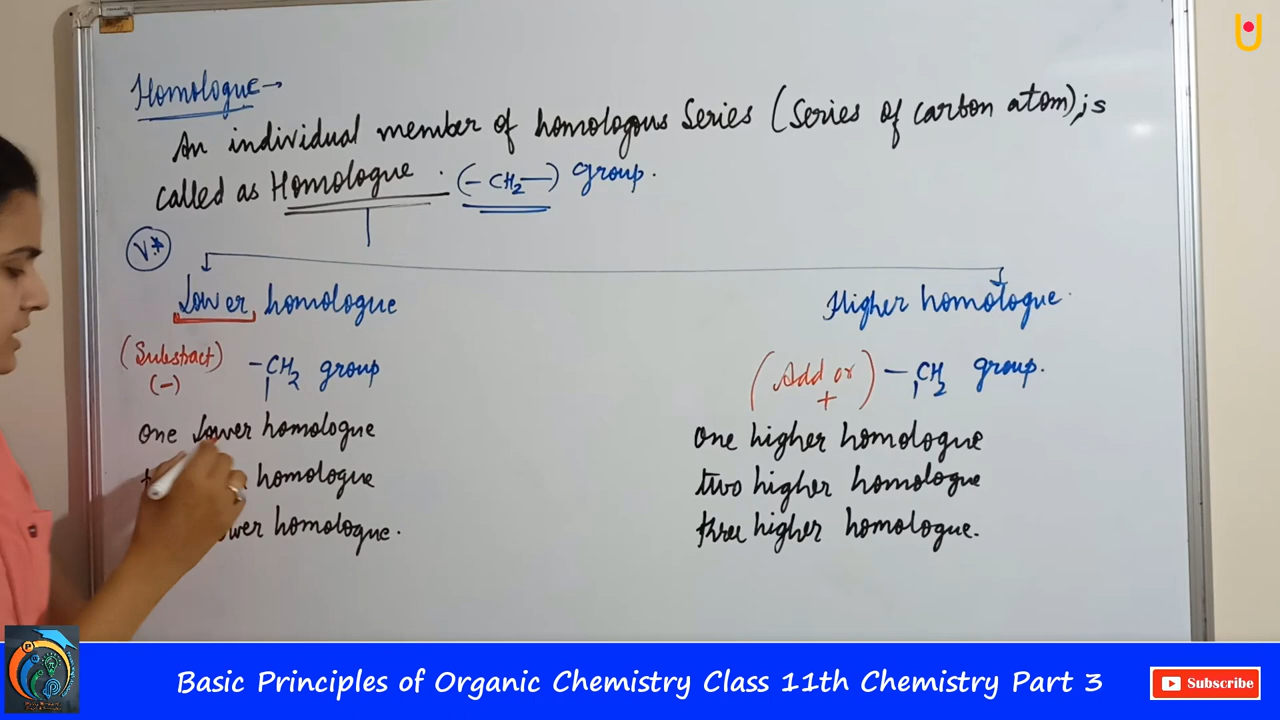 Homologue →
An individual member of homologous Series (Series of carbon atom), is
called as Homologue . (- CH2 -) group.
V*
Lower homologue
Higher homologue
(Substract) -CH2 group
(-)
(Add or +) -CH2 group.
One lower homologue
one higher homologue
homologue
two higher homologue
homologue.
three higher homologue.
Basic Principles of Organic Chemistry Class 11th Chemistry Part 3
Subscribe